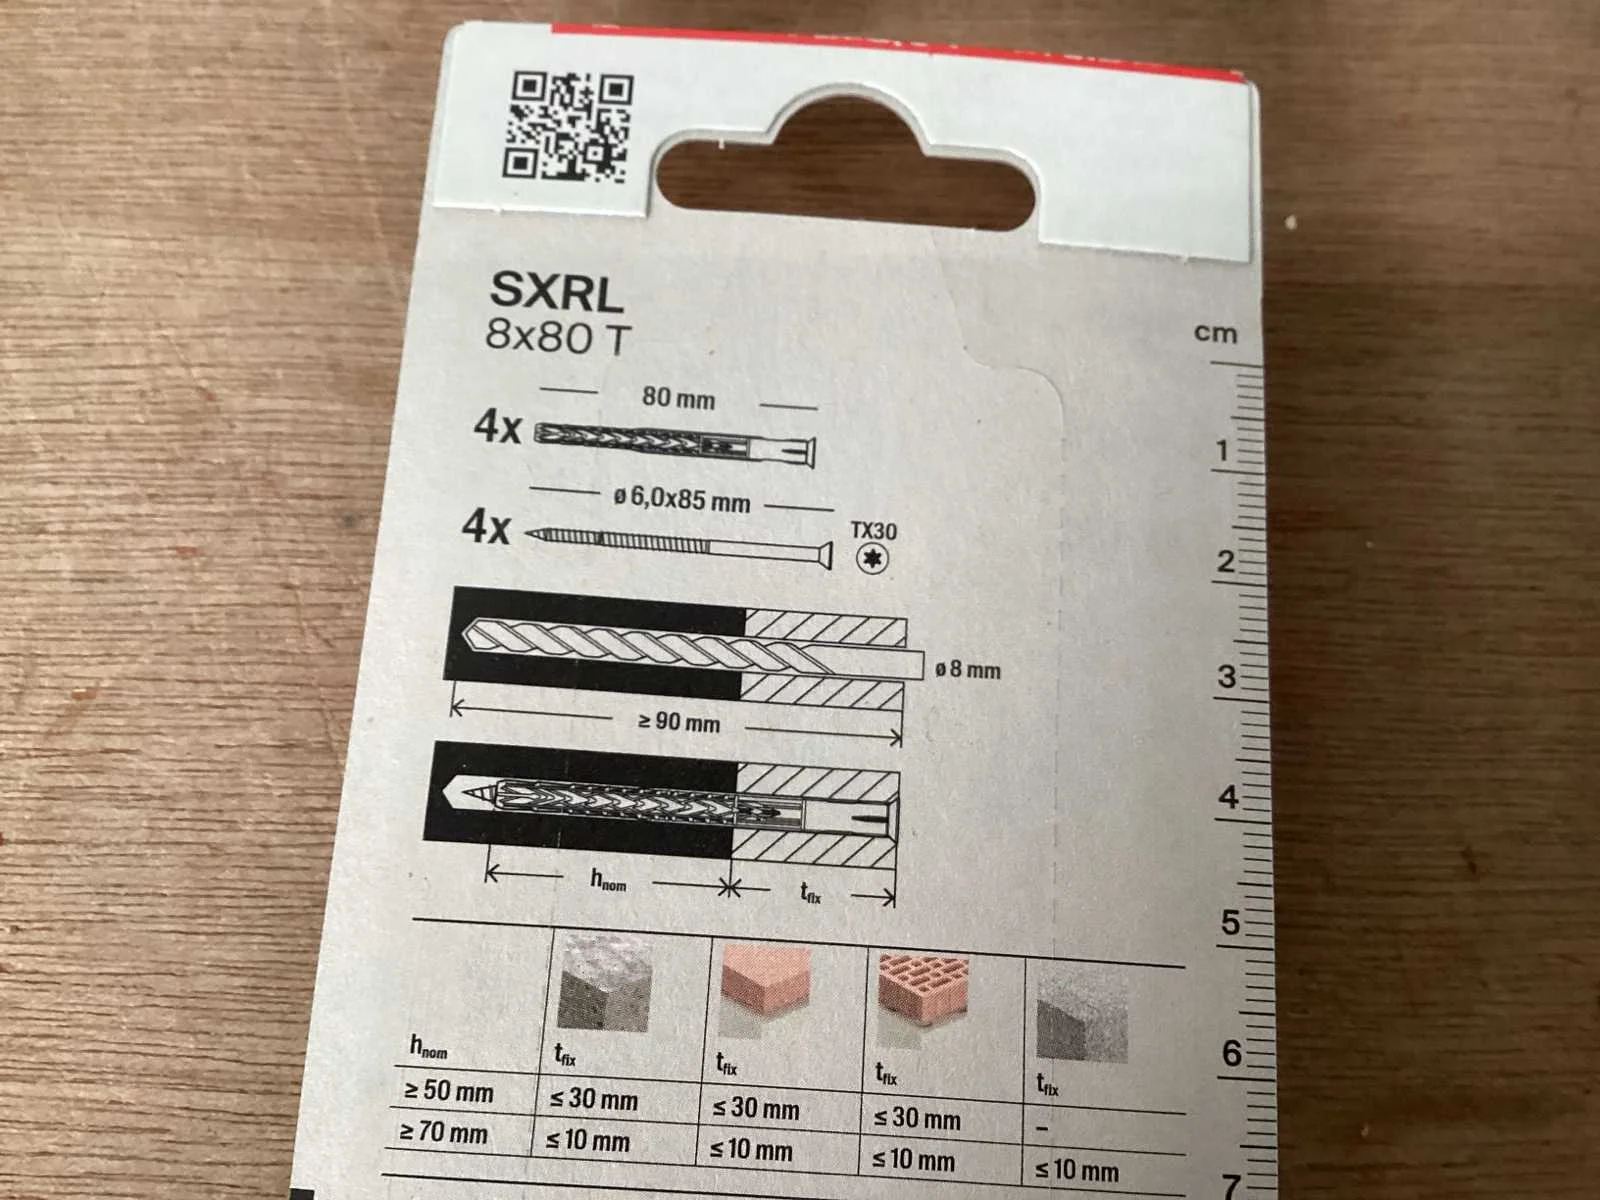 SXRL
8x80 T
80 mm
4x
ø 6,0x85 mm
4x
TX30
ø 8 mm
≥ 90 mm
hnom
tfix
hnom tfix tfix tfix tfix
≥ 50 mm ≤ 30 mm ≤ 30 mm ≤ 30 mm –
≥ 70 mm ≤ 10 mm ≤ 10 mm ≤ 10 mm ≤ 10 mm
cm
1
2
3
4
5
6
7